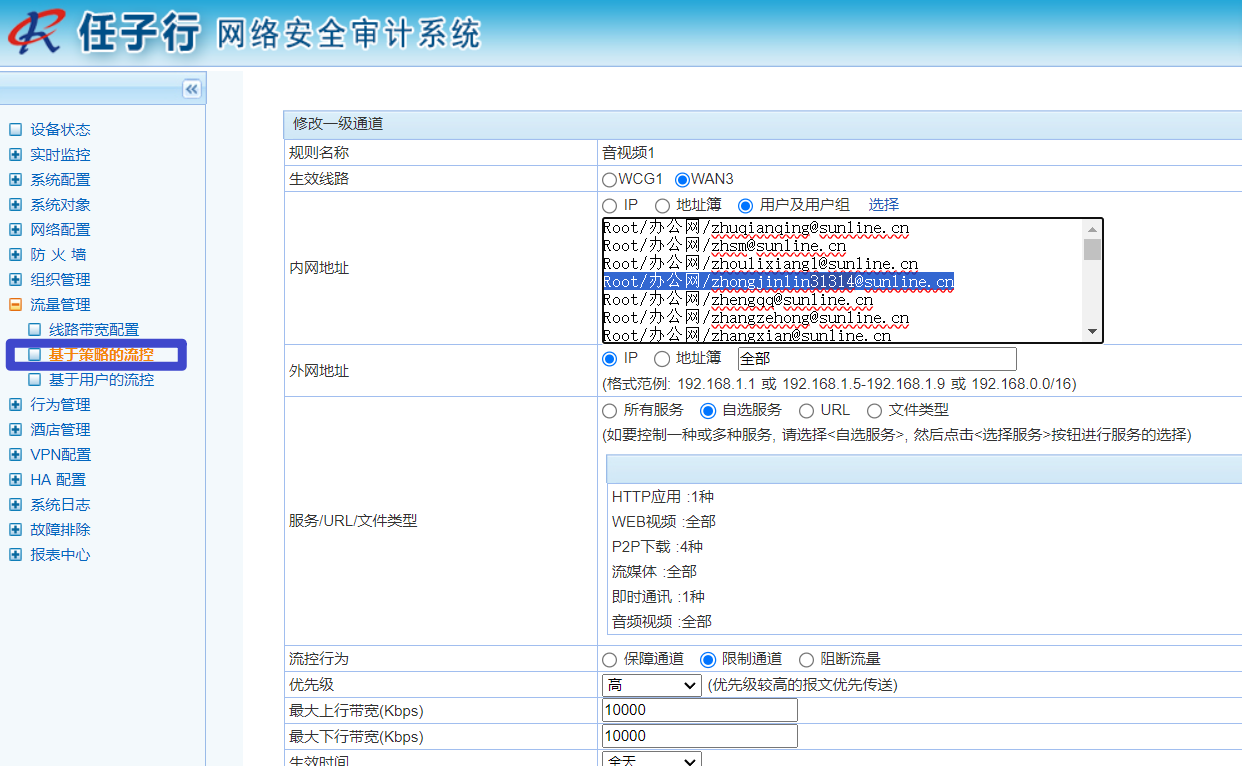 任子行 网络安全审计系统
设备状态
实时监控
系统配置
系统对象
网络配置
防 火 墙
组织管理
流量管理
线路带宽配置
基于策略的流控
基于用户的流控
行为管理
酒店管理
VPN配置
HA 配置
系统日志
故障排除
报表中心
修改一级通道
规则名称 音视频1
生效线路 WCG1 WAN3
内网地址 IP 地址簿 用户及用户组 选择
Root/办公网/zhuqianqing@sunline.cn
Root/办公网/zhsm@sunline.cn
Root/办公网/zhoulixiang1@sunline.cn
Root/办公网/zhongjinlin31314@sunline.cn
Root/办公网/zhengqq@sunline.cn
Root/办公网/zhangzehong@sunline.cn
Root/办公网/zhangxian@sunline.cn
外网地址 IP 地址簿 全部
(格式范例: 192.168.1.1 或 192.168.1.5-192.168.1.9 或 192.168.0.0/16)
服务/URL/文件类型 所有服务 自选服务 URL 文件类型
(如要控制一种或多种服务, 请选择<自选服务>, 然后点击<选择服务>按钮进行服务的选择)
HTTP应用 :1种
WEB视频 :全部
P2P下载 :4种
流媒体 :全部
即时通讯 :1种
音频视频 :全部
流控行为 保障通道 限制通道 阻断流量
优先级 高 (优先级较高的报文优先传送)
最大上行带宽(Kbps) 10000
最大下行带宽(Kbps) 10000
生效时间 全天